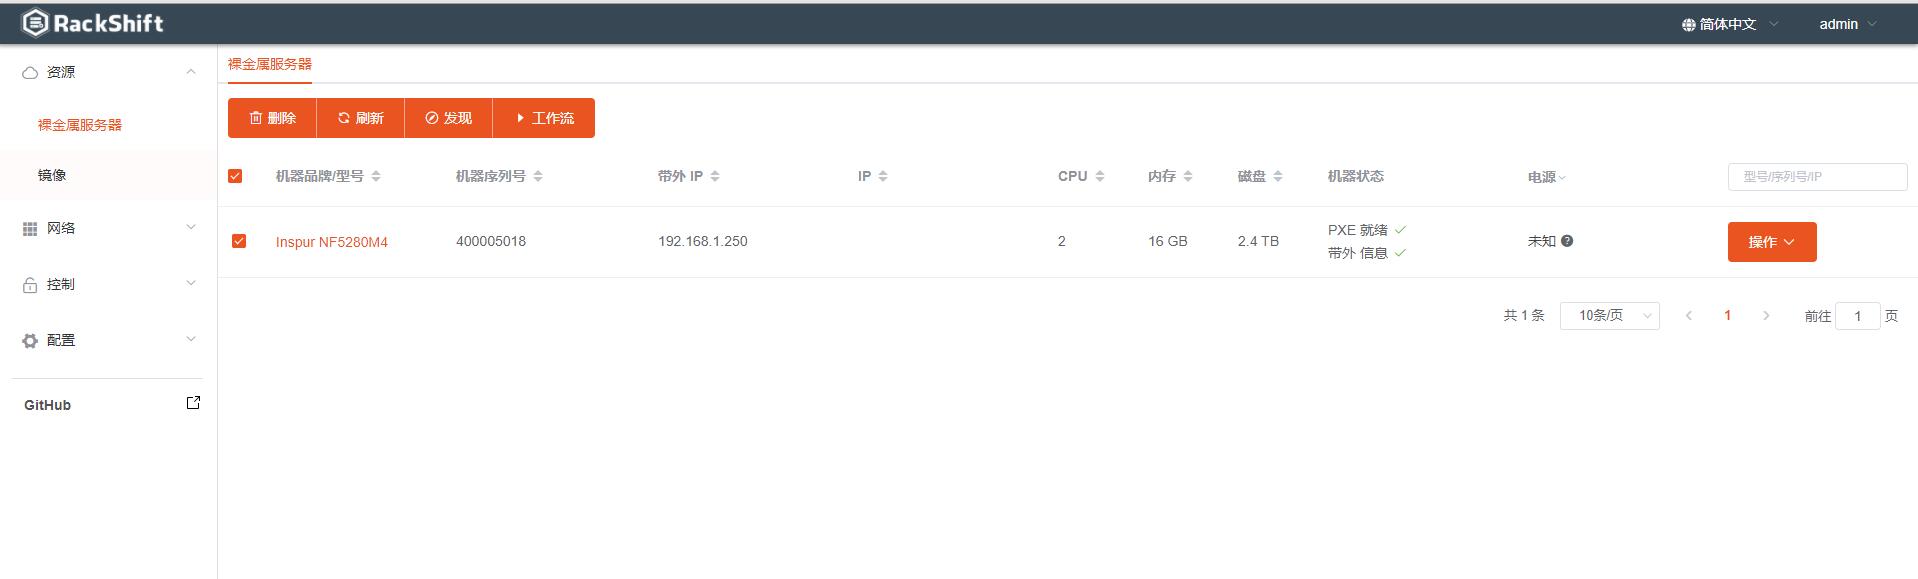 RackShift
简体中文
admin
资源
裸金属服务器
镜像
网络
控制
配置
GitHub
裸金属服务器
删除 刷新 发现 工作流
机器品牌/型号 机器序列号 带外 IP IP CPU 内存 磁盘 机器状态 电源 型号/序列号/IP
Inspur NF5280M4 400005018 192.168.1.250 2 16 GB 2.4 TB PXE 就绪 未知 操作
带外 信息
共 1 条 10条/页 1 前往 1 页